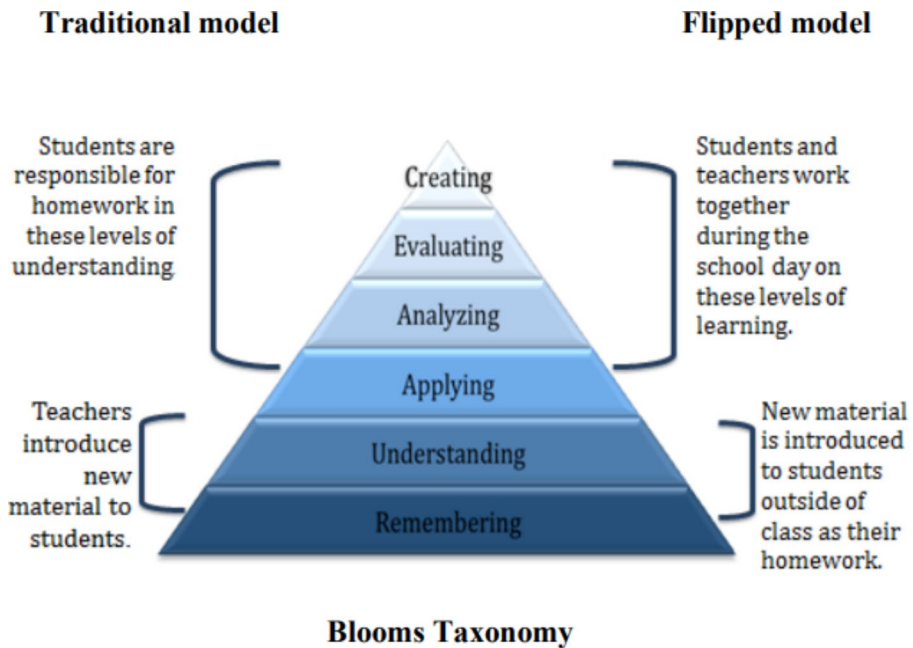 Traditional model
Flipped model
Students are
responsible for
homework in
these levels of
understanding
Teachers
introduce
new
material to
students.
Creating
Evaluating
Analyzing
Applying
Understanding
Remembering
Students and
teachers work
together
during the
school day on
these levels of
learning.
New material
is introduced
to students
outside of
class as their
homework.
Blooms Taxonomy